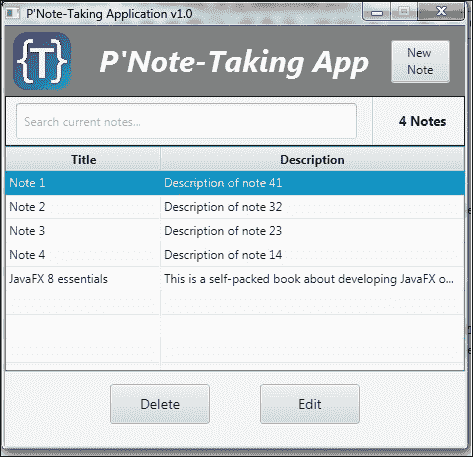 P'Note-Taking Application v1.0
{T}
P'Note-Taking App
New
Note
Search current notes...
4 Notes
Title Description
Note 1 Description of note 41
Note 2 Description of note 32
Note 3 Description of note 23
Note 4 Description of note 14
JavaFX 8 essentials This is a self-packed book about developing JavaFX o...
Delete Edit